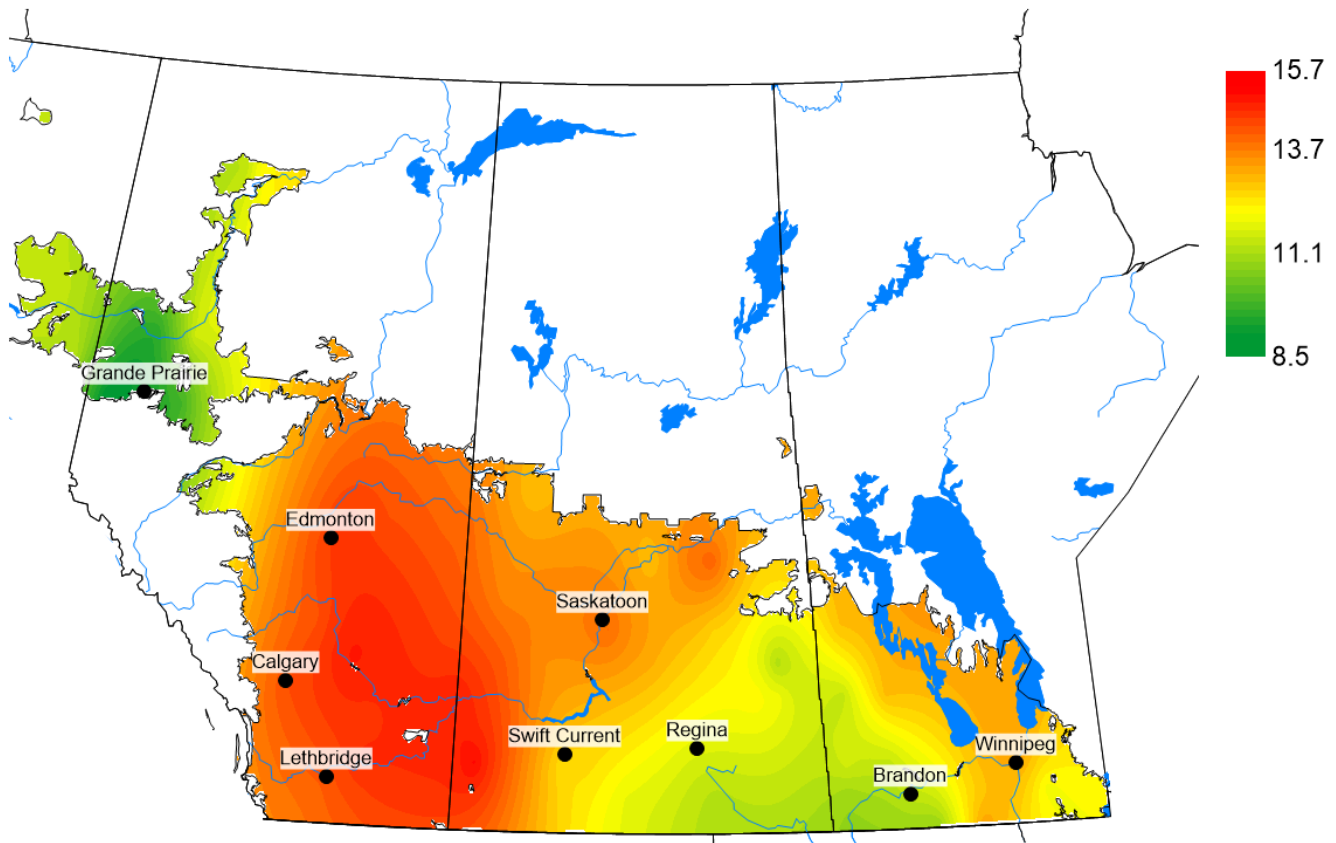 15.7
13.7
11.1
8.5
Grande Prairie
Edmonton
Saskatoon
Calgary
Swift Current
Regina
Winnipeg
Lethbridge
Brandon